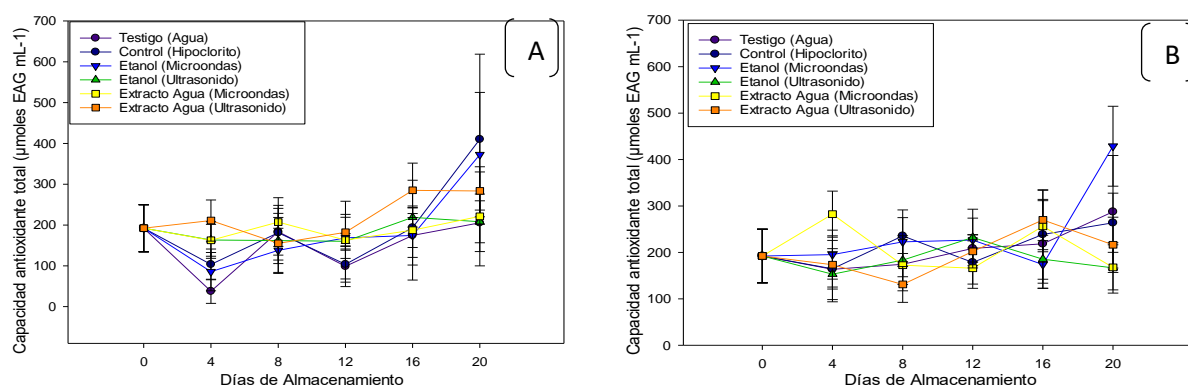 Capacidad antioxidante total (μmoles EAG mL-1)
700
600
500
400
300
200
100
0
Testigo (Agua)
Control (Hipoclorito)
Etanol (Microondas)
Etanol (Ultrasonido)
Extracto Agua (Microondas)
Extracto Agua (Ultrasonido)
A
0 4 8 12 16 20
Días de Almacenamiento
Capacidad antioxidante total (μmoles EAG mL-1)
700
600
500
400
300
200
100
0
Testigo (Agua)
Control (Hipoclorito)
Etanol (Microondas)
Etanol (Ultrasonido)
Extracto Agua (Microondas)
Extracto Agua (Ultrasonido)
B
0 4 8 12 16 20
Días de Almacenamiento